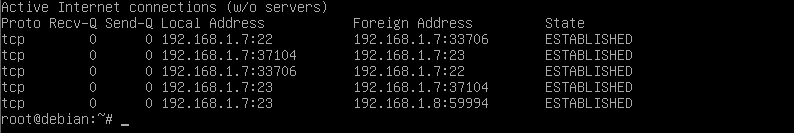 Active Internet connections (w/o servers)
Proto Recv-Q Send-Q Local Address           Foreign Address         State
tcp        0      0 192.168.1.7:22          192.168.1.7:33706       ESTABLISHED
tcp        0      0 192.168.1.7:37104       192.168.1.7:23          ESTABLISHED
tcp        0      0 192.168.1.7:33706       192.168.1.7:22          ESTABLISHED
tcp        0      0 192.168.1.7:23          192.168.1.7:37104       ESTABLISHED
tcp        0      0 192.168.1.7:23          192.168.1.8:59994       ESTABLISHED
root@debian:~# _